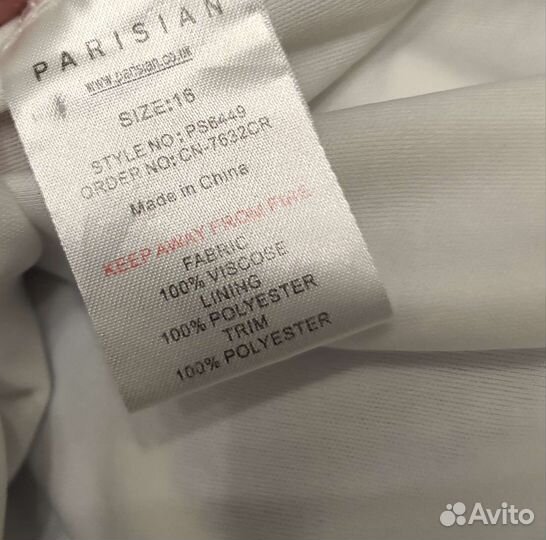 PARISIAN
www.parisian.co.uk
SIZE:16
STYLE NO: PS6449
ORDER NO: CN-7632CR
Made in China
KEEP AWAY FROM FIRE
FABRIC
100% VISCOSE
LINING
100% POLYESTER
TRIM
100% POLYESTER
Avito